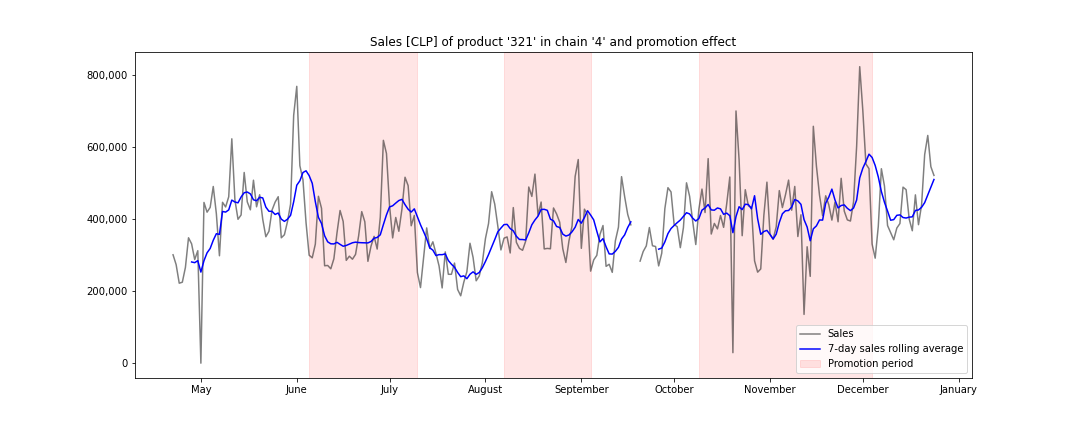 Sales [CLP] of product '321' in chain '4' and promotion effect
800,000
600,000
400,000
200,000
0
May June July August September October November December January
Sales
7-day sales rolling average
Promotion period